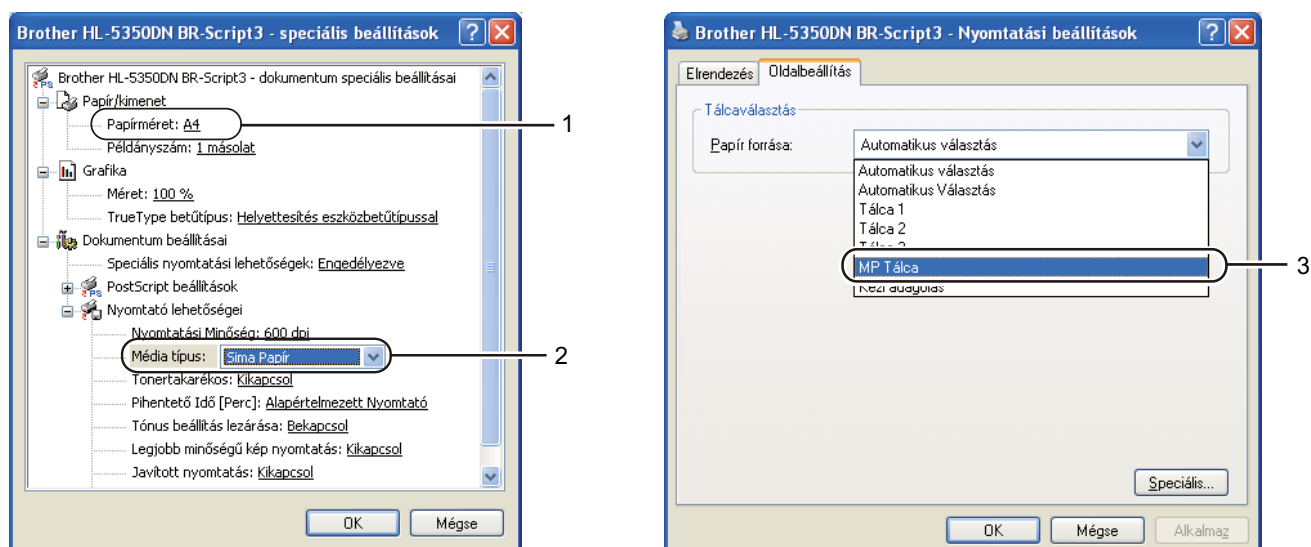 Brother HL-5350DN BR-Script3 - speciális beállítások
Brother HL-5350DN BR-Script3 - dokumentum speciális beállításai
Papír/kimenet
Papírméret: A4
1
Példányszám: 1 másolat
Grafika
Méret: 100 %
TrueType betűtípus: Helyettesítés eszközbetűtípussal
Dokumentum beállításai
Speciális nyomtatási lehetőségek: Engedélyezve
PostScript beállítások
Nyomtató lehetőségei
Nyomtatási Minőség: 600 dpi
Média típus: Sima Papír
2
Tonertakarékos: Kikapcsol
Pihentető Idő [Perc]: Alapértelmezett Nyomtató
Tónus beállítás lezárása: Bekapcsol
Legjobb minőségű kép nyomtatás: Kikapcsol
Javított nyomtatás: Kikapcsol
OK Mégse
Brother HL-5350DN BR-Script3 - Nyomtatási beállítások
Elrendezés Oldalbeállítás
Tálcaválasztás
Papír forrása: Automatikus választás
Automatikus választás
Automatikus Választás
Tálca 1
Tálca 2
MP Tálca
3
Speciális...
OK Mégse Alkalmaz